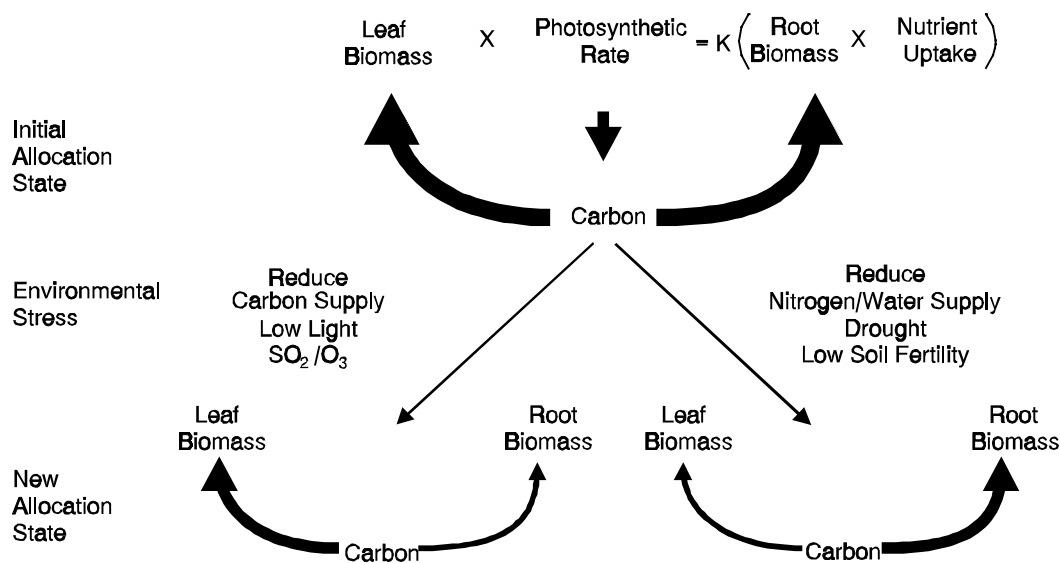 Leaf Biomass X Photosynthetic Rate = K ( Root Biomass X Nutrient Uptake )
Initial
Allocation
State
Carbon
Environmental
Stress
Reduce
Carbon Supply
Low Light
SO₂ /O₃
Reduce
Nitrogen/Water Supply
Drought
Low Soil Fertility
Leaf
Biomass
Root
Biomass
Leaf
Biomass
Root
Biomass
New
Allocation
State
Carbon
Carbon